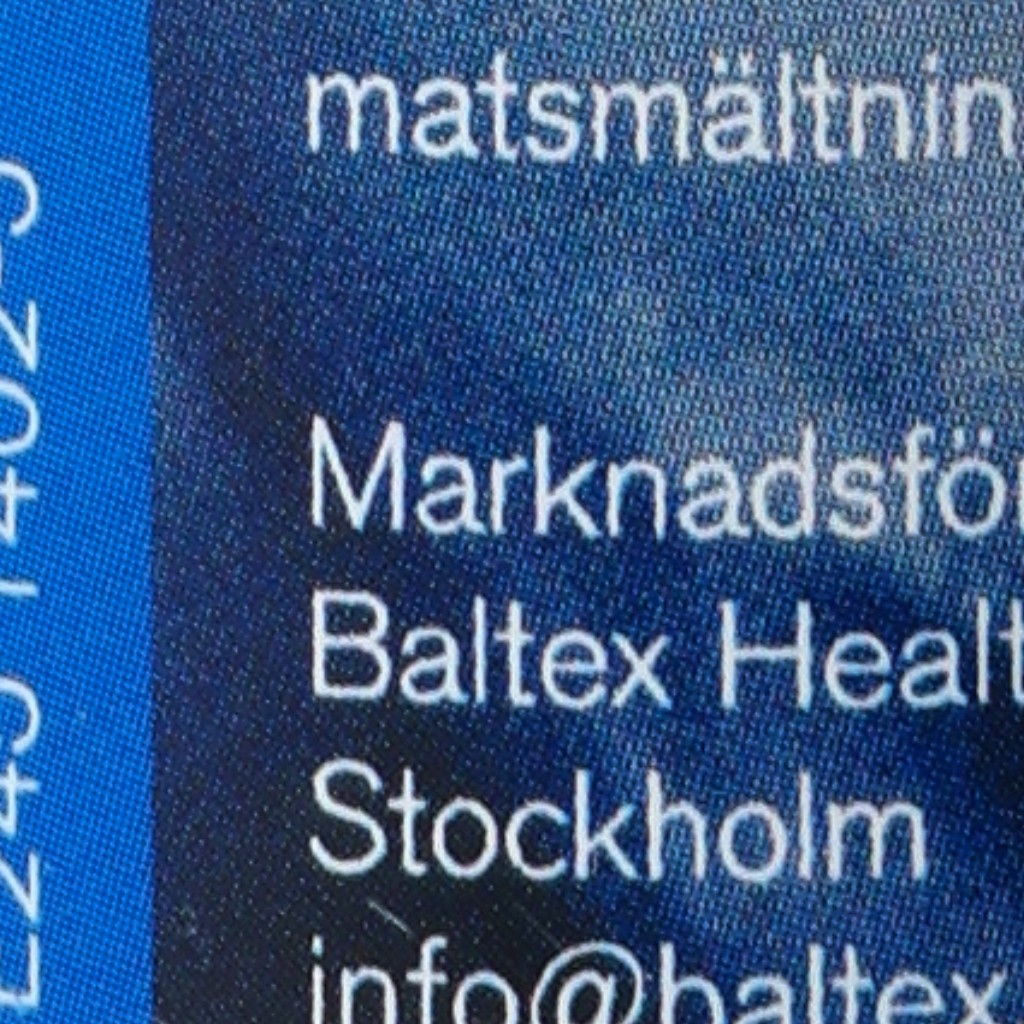 matsmältnin
Marknadsför
Baltex Healt
Stockholm
info@baltex.